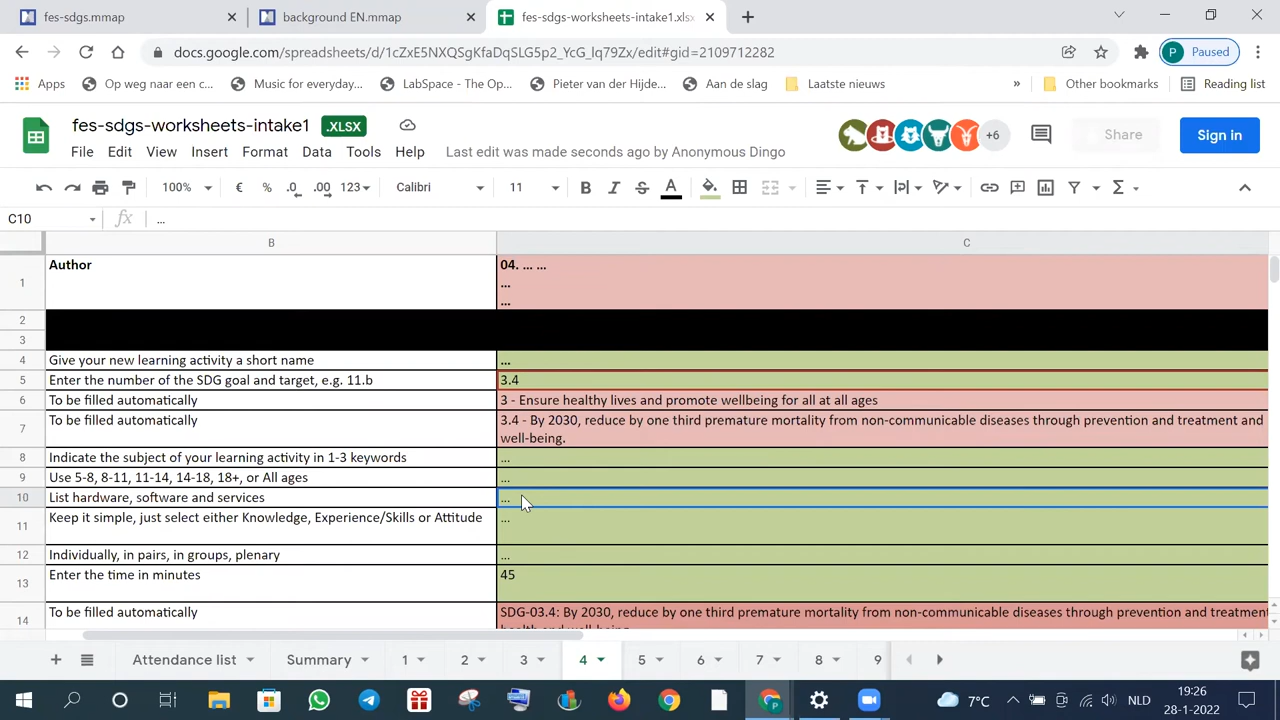 fes-sdgs.mmap
background EN.mmap
fes-sdgs-worksheets-intake1.xlsx
docs.google.com/spreadsheets/d/1cZxE5NXQSgKfaDqSLG5p2_YcG_lq79Zx/edit#gid=2109712282
Paused
Apps
Op weg naar een c...
Music for everyday...
LabSpace - The Op...
Pieter van der Hijde...
Aan de slag
Laatste nieuws
»
Other bookmarks
Reading list
fes-sdgs-worksheets-intake1 .XLSX
+6
Share
Sign in
File Edit View Insert Format Data Tools Help Last edit was made seconds ago by Anonymous Dingo
100% € % .0 .00 123 Calibri 11 B I S A Σ
C10 fx ...
B C
1 Author 04. ... ...
...
...
2
3
4 Give your new learning activity a short name ...
5 Enter the number of the SDG goal and target, e.g. 11.b 3.4
6 To be filled automatically 3 - Ensure healthy lives and promote wellbeing for all at all ages
7 To be filled automatically 3.4 - By 2030, reduce by one third premature mortality from non-communicable diseases through prevention and treatment and
well-being.
8 Indicate the subject of your learning activity in 1-3 keywords ...
9 Use 5-8, 8-11, 11-14, 14-18, 18+, or All ages ...
10 List hardware, software and services ...
11 Keep it simple, just select either Knowledge, Experience/Skills or Attitude ...
12 Individually, in pairs, in groups, plenary ...
13 Enter the time in minutes 45
14 To be filled automatically SDG-03.4: By 2030, reduce by one third premature mortality from non-communicable diseases through prevention and treatment
health and well-being.
Attendance list Summary 1 2 3 4 5 6 7 8 9
7°C NLD 19:26
28-1-2022